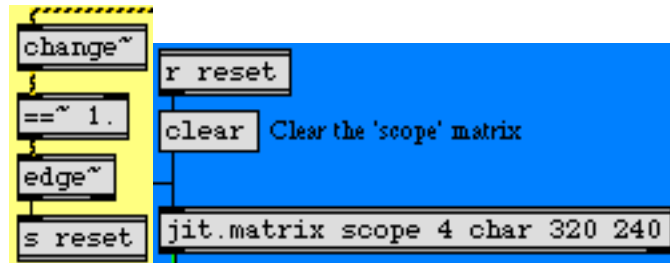 change~
==~ 1.
edge~
s reset
r reset
clear
Clear the 'scope' matrix
jit.matrix scope 4 char 320 240